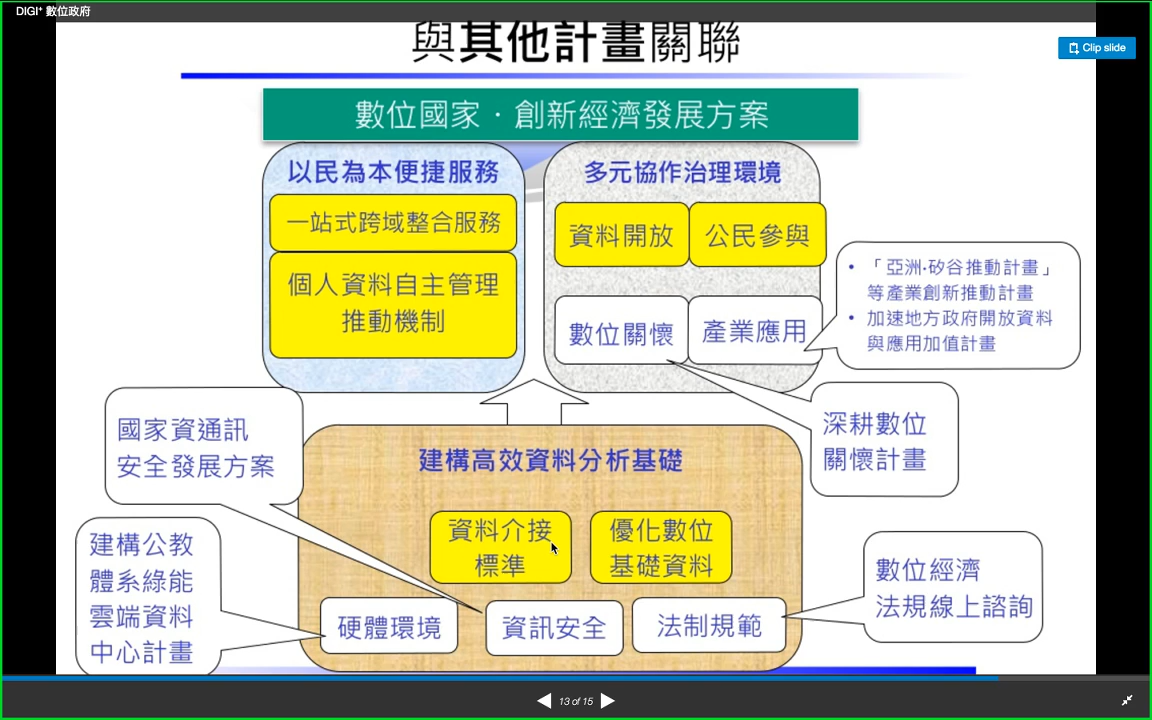 DIGI⁺ 數位政府
與其他計畫關聯
Clip slide
數位國家・創新經濟發展方案
以民為本便捷服務
一站式跨域整合服務
個人資料自主管理
推動機制
多元協作治理環境
資料開放
公民參與
數位關懷
產業應用
• 「亞洲‧矽谷推動計畫」
等產業創新推動計畫
• 加速地方政府開放資料
與應用加值計畫
深耕數位
關懷計畫
國家資通訊
安全發展方案
建構高效資料分析基礎
資料介接
標準
優化數位
基礎資料
建構公教
體系綠能
雲端資料
中心計畫
硬體環境
資訊安全
法制規範
數位經濟
法規線上諮詢
13 of 15